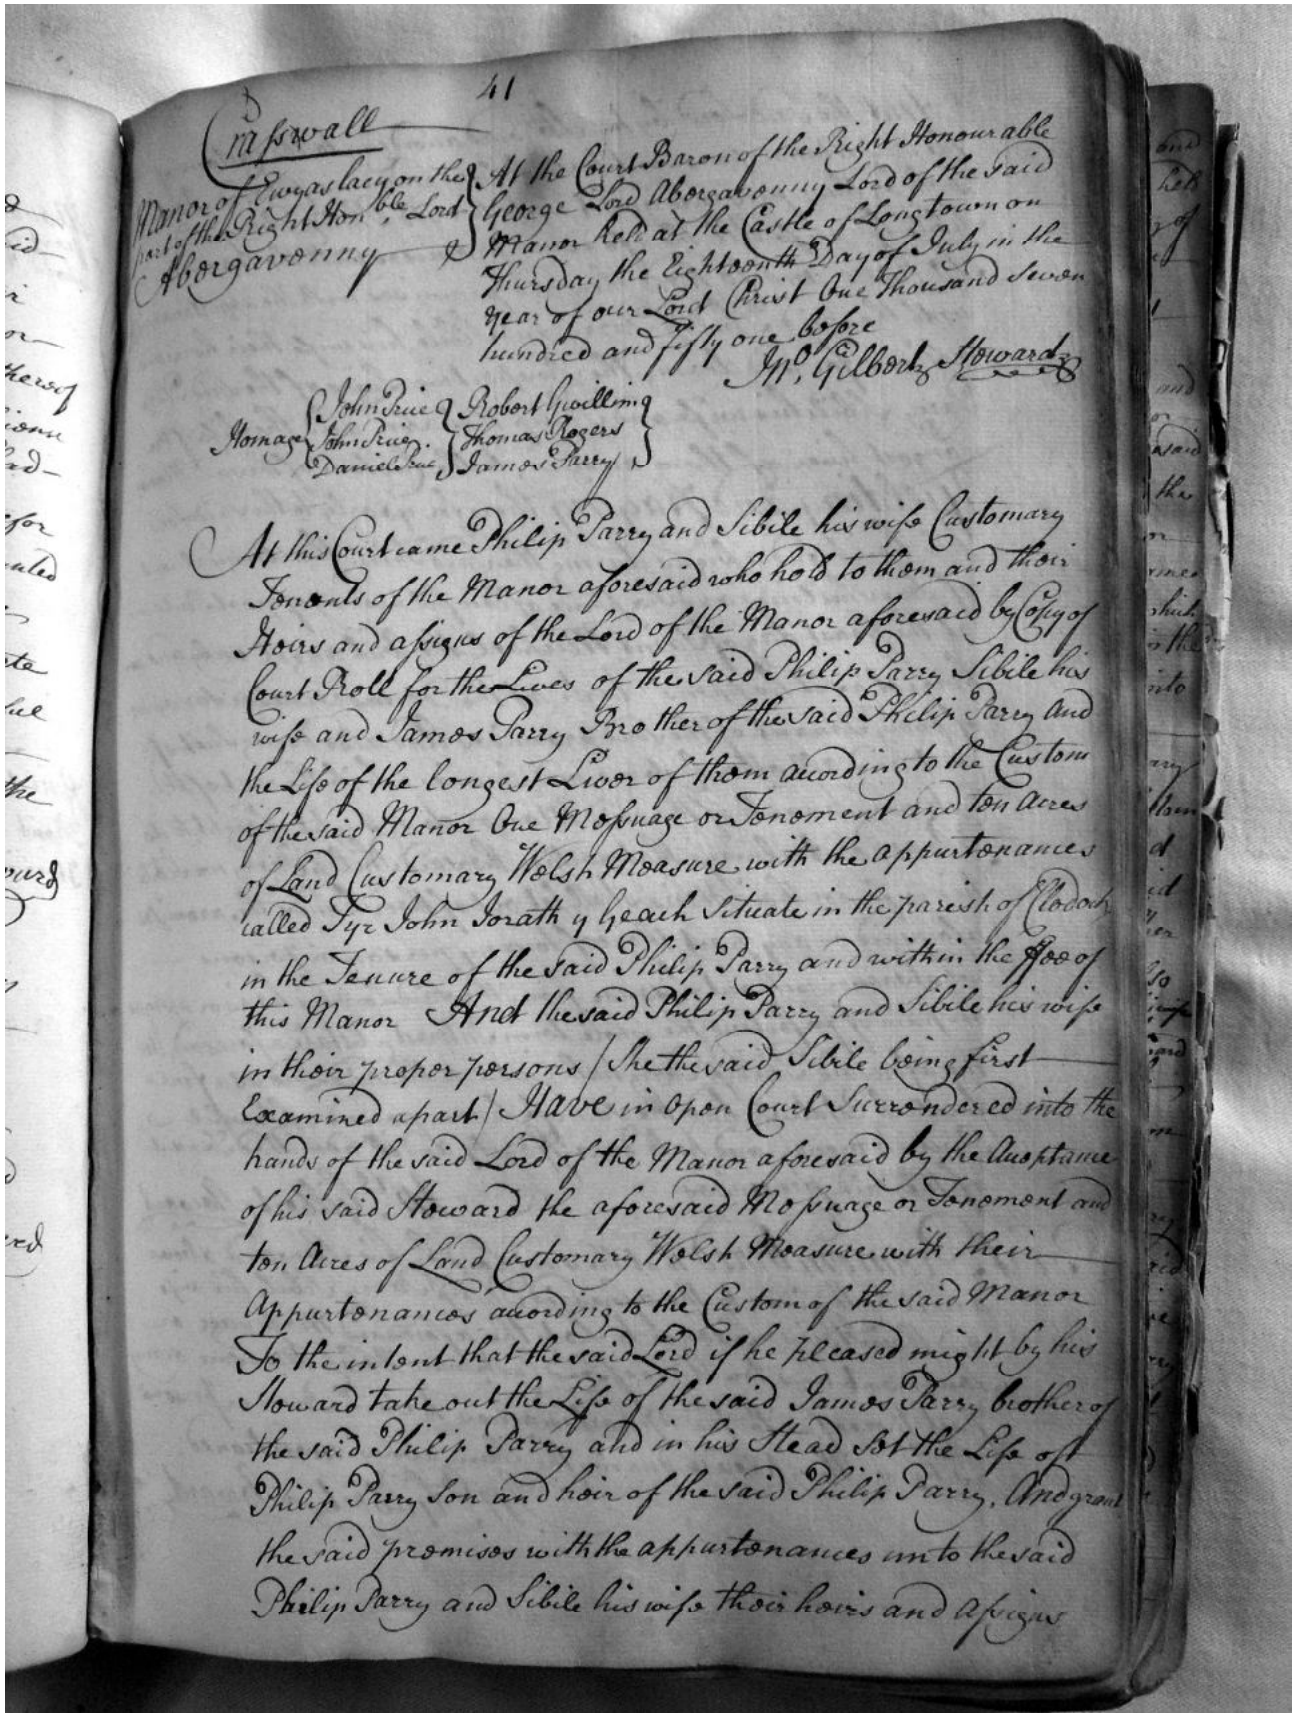 41
Crasswall
Manor of Ewyas lacy on the
part of the Right Hon.ble Lord
Abergavenny
At the Court Baron of the Right Honourable
George Lord Abergavenny Lord of the said
Manor held at the Castle of Longtown on
Thursday the Eighteenth Day of July in the
year of our Lord Christ One Thousand Seven
hundred and fifty one before
Jno. Gilbert Steward
Homage
John Price
John Price
Daniel Price
Robert Gwillim
Thomas Rogers
James Parry
At this Court came Philip Parry and Sibile his wife Customary
Tenants of the Manor aforesaid who hold to them and their
Heirs and assigns of the Lord of the Manor aforesaid by Copy of
Court Roll for the Lives of the said Philip Parry Sibile his
wife and James Parry Brother of the said Philip Parry And
the Life of the longest Liver of them according to the Custom
of the said Manor One Messuage or Tenement and ten Acres
of Land Customary Welsh Measure with the appurtenances
called Tyr John Jorath y Geach Situate in the parish of Clodock
in the Tenure of the said Philip Parry and within the ffee of
this Manor And the said Philip Parry and Sibile his wife
in their proper persons / She the said Sibile being first
Examined apart / Have in open Court Surrendered into the
hands of the said Lord of the Manor aforesaid by the Acceptance
of his said Steward the aforesaid Messuage or Tenement and
ten Acres of Land Customary Welsh Measure with their
Appurtenances according to the Custom of the said Manor
To the intent that the said Lord if he pleased might by his
Steward take out the Life of the said James Parry brother of
the said Philip Parry and in his Stead Set the Life of
Philip Parry Son and heir of the said Philip Parry. And grant
the said premises with the appurtenances unto the said
Philip Parry and Sibile his wife their heirs and assigns